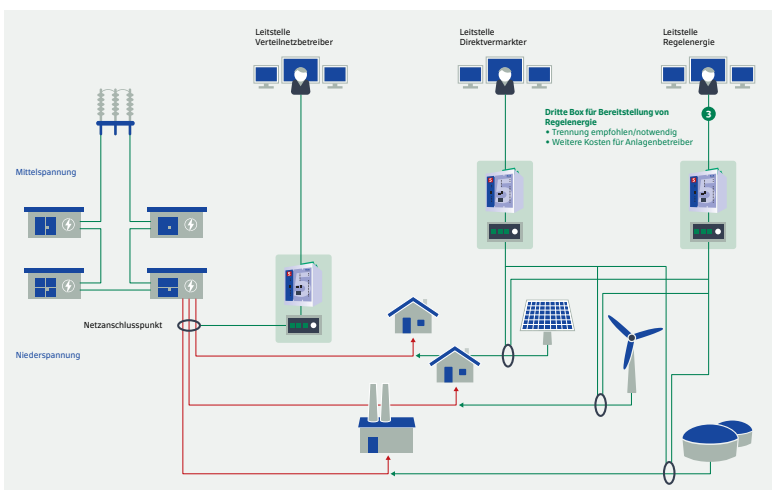 Leitstelle
Verteilnetzbetreiber
Leitstelle
Direktvermarkter
Leitstelle
Regelenergie
Dritte Box für Bereitstellung von
Regelenergie
• Trennung empfohlen/notwendig
• Weitere Kosten für Anlagenbetreiber
3
Mittelspannung
Netzanschlusspunkt
Niederspannung